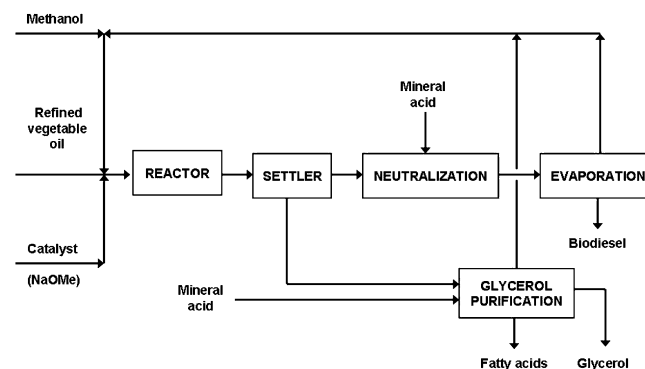 Methanol
Refined
vegetable
oil
Mineral
acid
REACTOR
SETTLER
NEUTRALIZATION
EVAPORATION
Catalyst
(NaOMe)
Biodiesel
Mineral
acid
GLYCEROL
PURIFICATION
Fatty acids
Glycerol